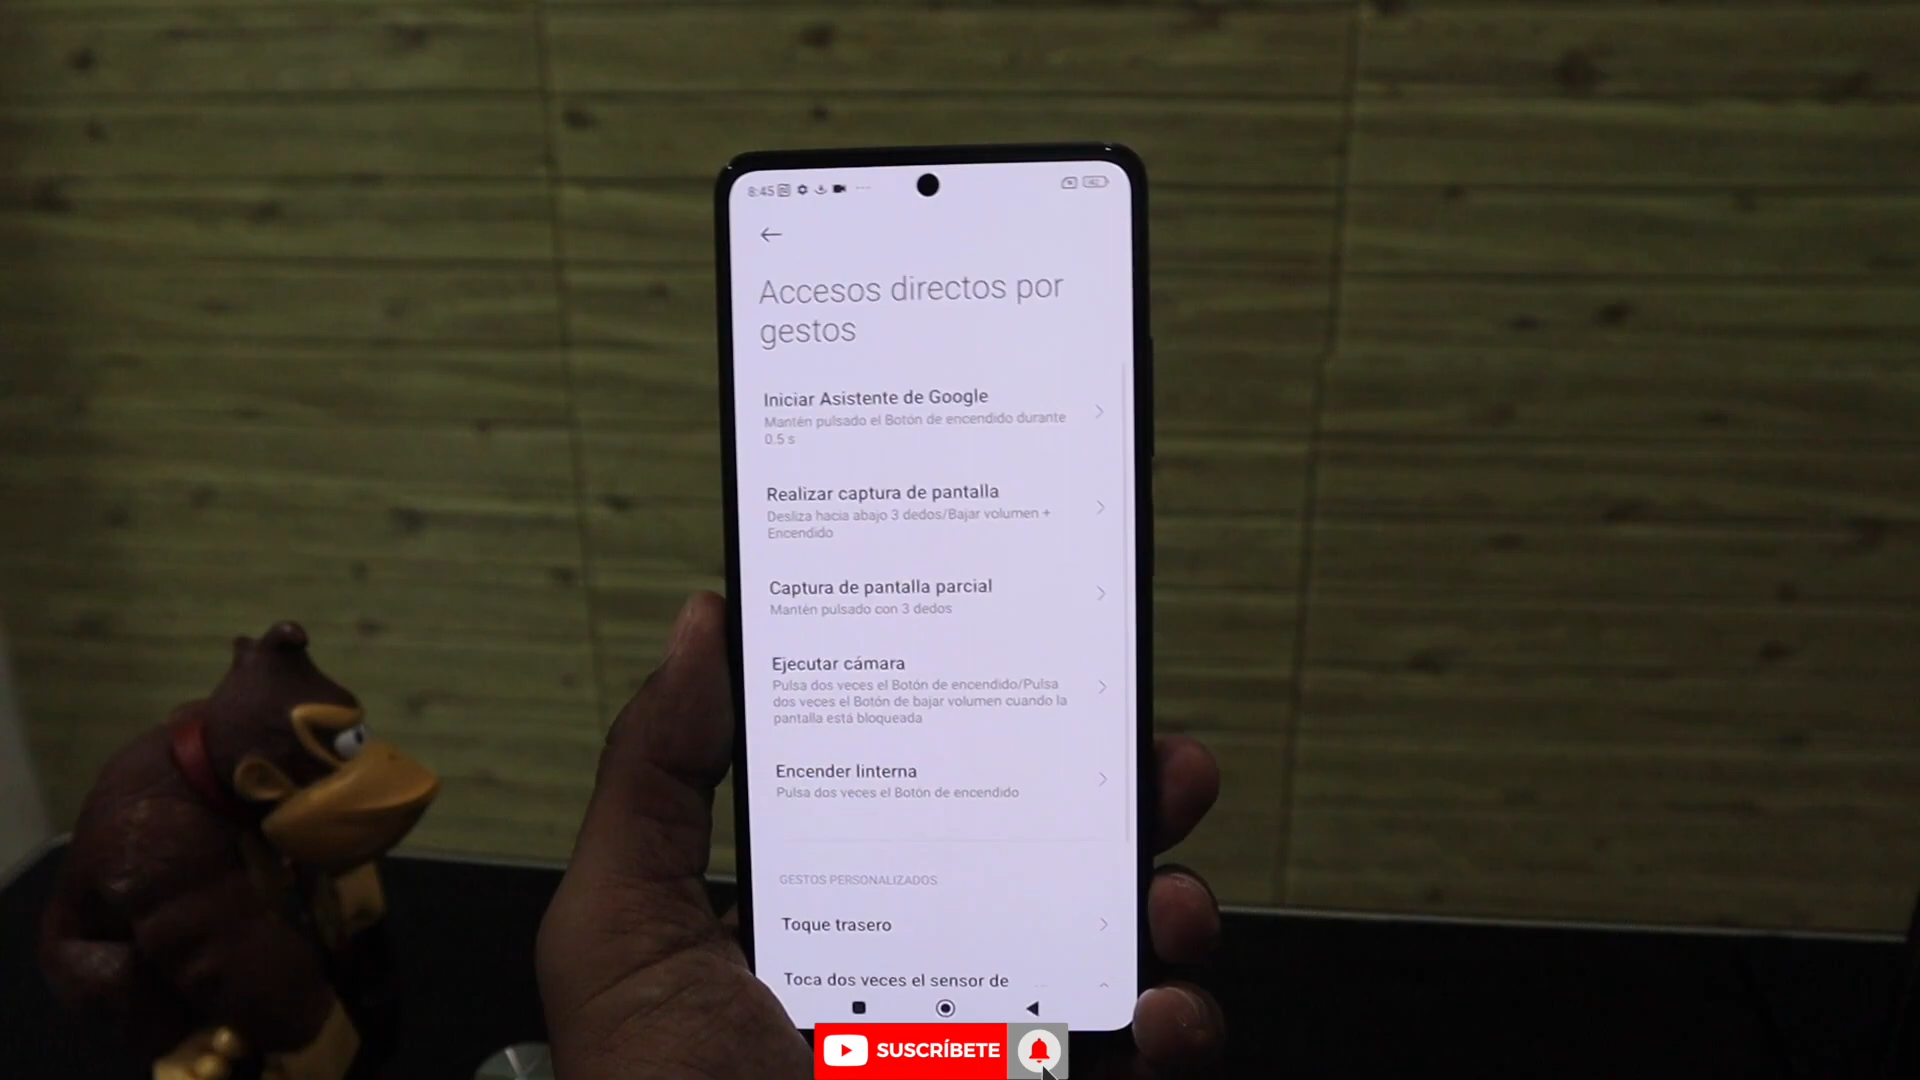 8:45
Accesos directos por
gestos
Iniciar Asistente de Google
Mantén pulsado el Botón de encendido durante
0.5 s
Realizar captura de pantalla
Desliza hacia abajo 3 dedos/Bajar volumen +
Encendido
Captura de pantalla parcial
Mantén pulsado con 3 dedos
Ejecutar cámara
Pulsa dos veces el Botón de encendido/Pulsa
dos veces el Botón de bajar volumen cuando la
pantalla está bloqueada
Encender linterna
Pulsa dos veces el Botón de encendido
GESTOS PERSONALIZADOS
Toque trasero
Toca dos veces el sensor de
SUSCRÍBETE